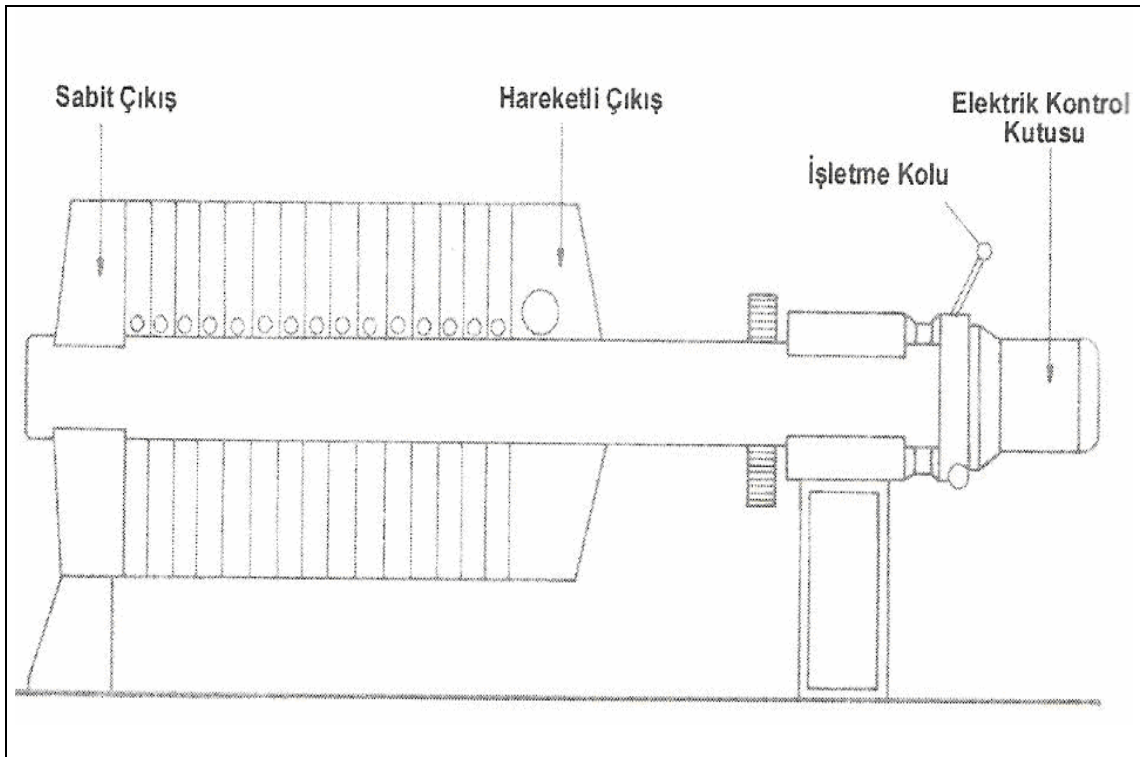 Sabit Çıkış
Hareketli Çıkış
Elektrik Kontrol
Kutusu
İşletme Kolu